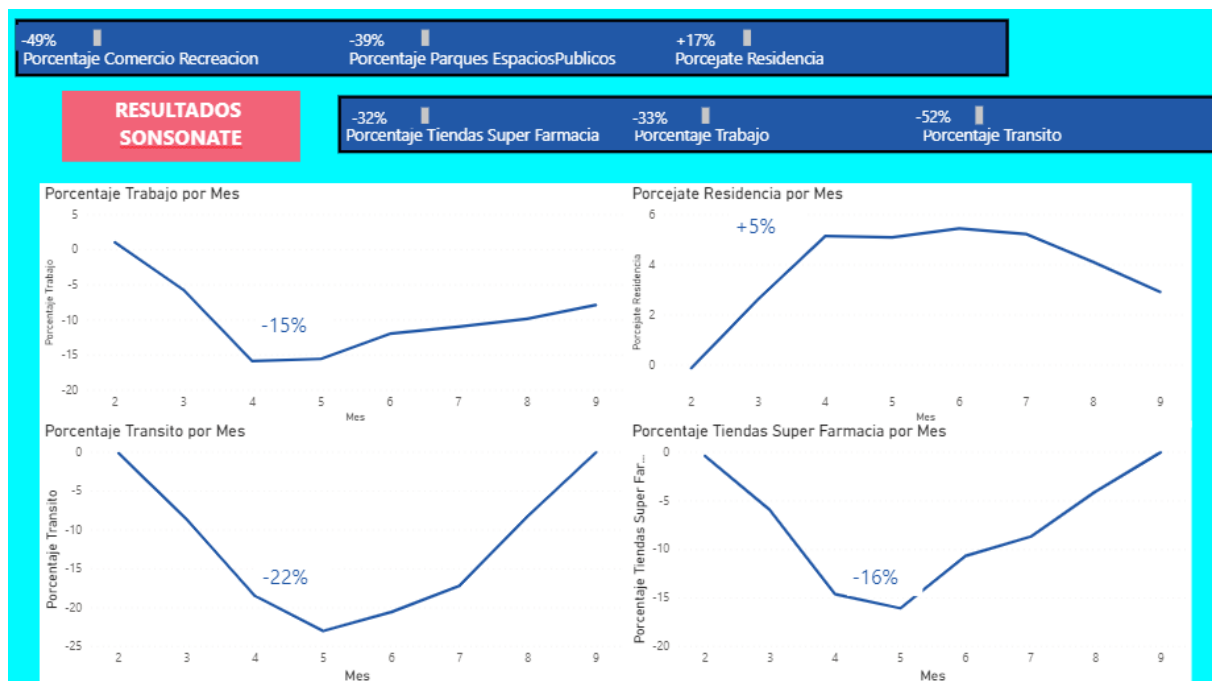 -49%
Porcentaje Comercio Recreacion
-39%
Porcentaje Parques EspaciosPublicos
+17%
Porcejate Residencia
RESULTADOS
SONSONATE
-32%
Porcentaje Tiendas Super Farmacia
-33%
Porcentaje Trabajo
-52%
Porcentaje Transito
Porcentaje Trabajo por Mes
Porcentaje Trabajo
5
0
-5
-10
-15
-20
-15%
2 3 4 5 6 7 8 9
Mes
Porcejate Residencia por Mes
Porcejate Residencia
6
4
2
0
+5%
2 3 4 5 6 7 8 9
Mes
Porcentaje Transito por Mes
Porcentaje Transito
0
-5
-10
-15
-20
-25
-22%
2 3 4 5 6 7 8 9
Mes
Porcentaje Tiendas Super Farmacia por Mes
Porcentaje Tiendas Super Far...
0
-5
-10
-15
-20
-16%
2 3 4 5 6 7 8 9
Mes